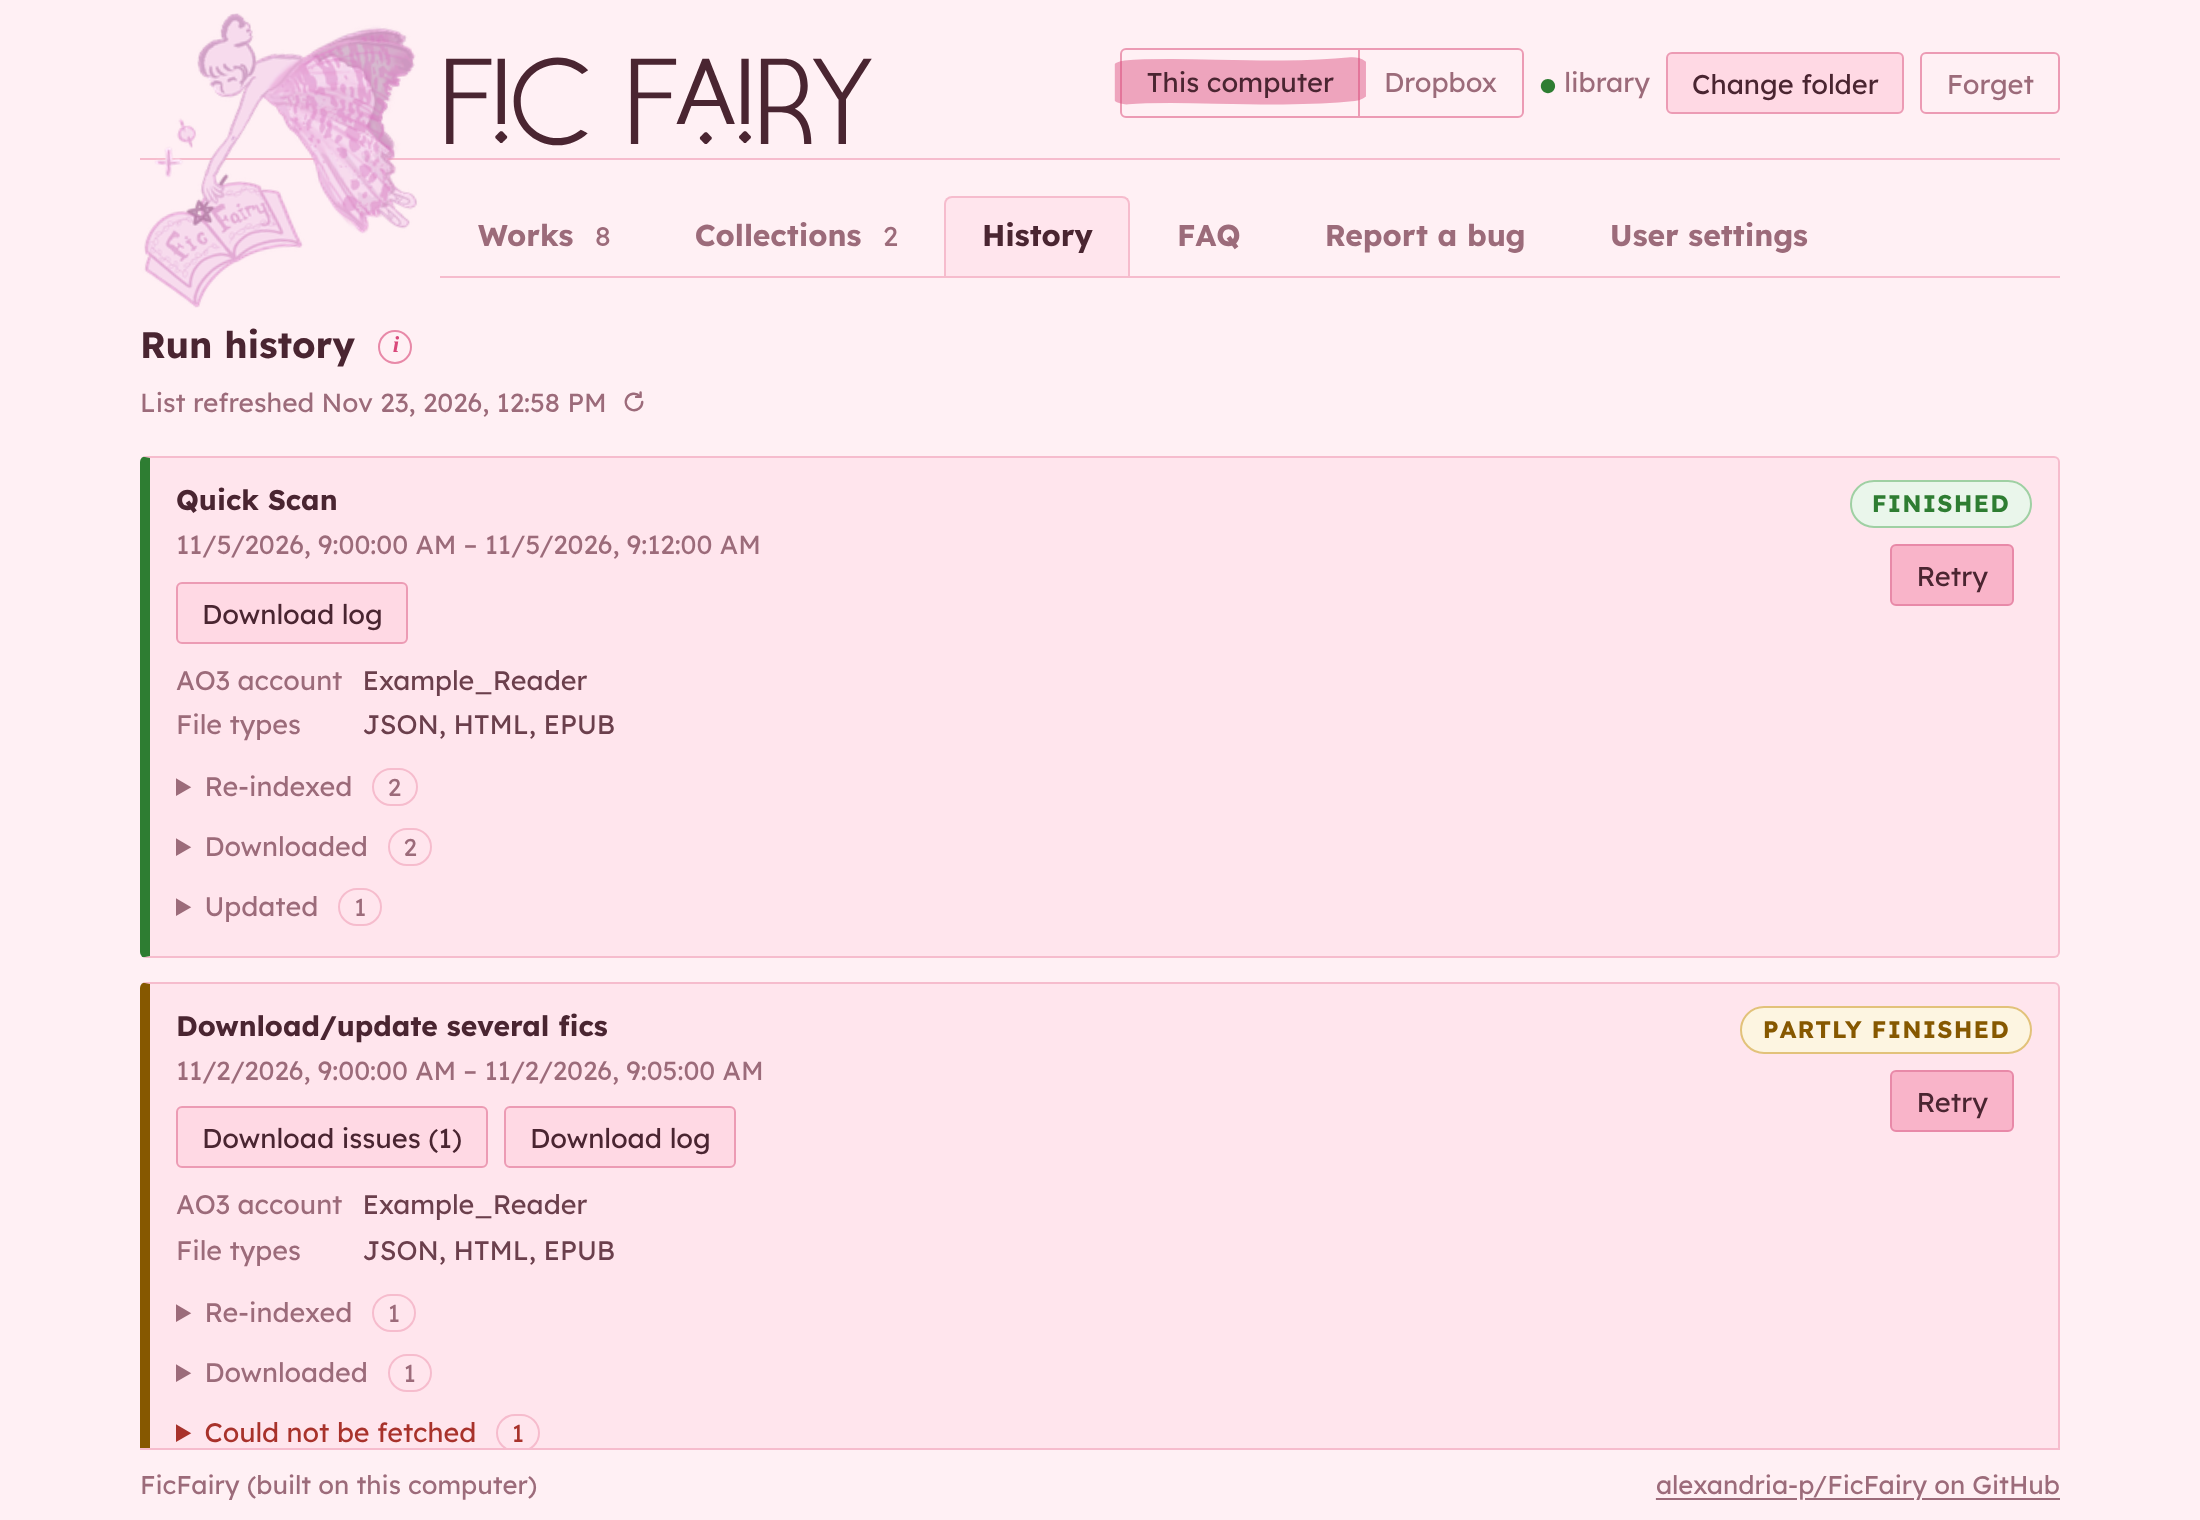 FIC FAIRY
This computer Dropbox library Change folder Forget
Fic Fairy
Works 8 Collections 2 History FAQ Report a bug User settings
Run history i
List refreshed Nov 23, 2026, 12:58 PM
Quick Scan FINISHED
11/5/2026, 9:00:00 AM – 11/5/2026, 9:12:00 AM
Retry
Download log
AO3 account Example_Reader
File types JSON, HTML, EPUB
Re-indexed 2
Downloaded 2
Updated 1
Download/update several fics PARTLY FINISHED
11/2/2026, 9:00:00 AM – 11/2/2026, 9:05:00 AM
Retry
Download issues (1) Download log
AO3 account Example_Reader
File types JSON, HTML, EPUB
Re-indexed 1
Downloaded 1
Could not be fetched 1
FicFairy (built on this computer) alexandria-p/FicFairy on GitHub